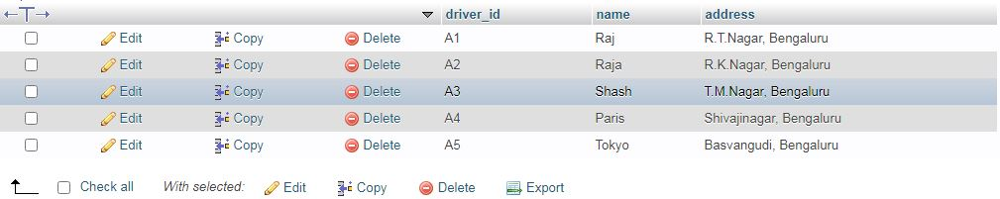 driver_id name address
Edit Copy Delete A1 Raj R.T.Nagar, Bengaluru
Edit Copy Delete A2 Raja R.K.Nagar, Bengaluru
Edit Copy Delete A3 Shash T.M.Nagar, Bengaluru
Edit Copy Delete A4 Paris Shivajinagar, Bengaluru
Edit Copy Delete A5 Tokyo Basvangudi, Bengaluru
Check all With selected: Edit Copy Delete Export